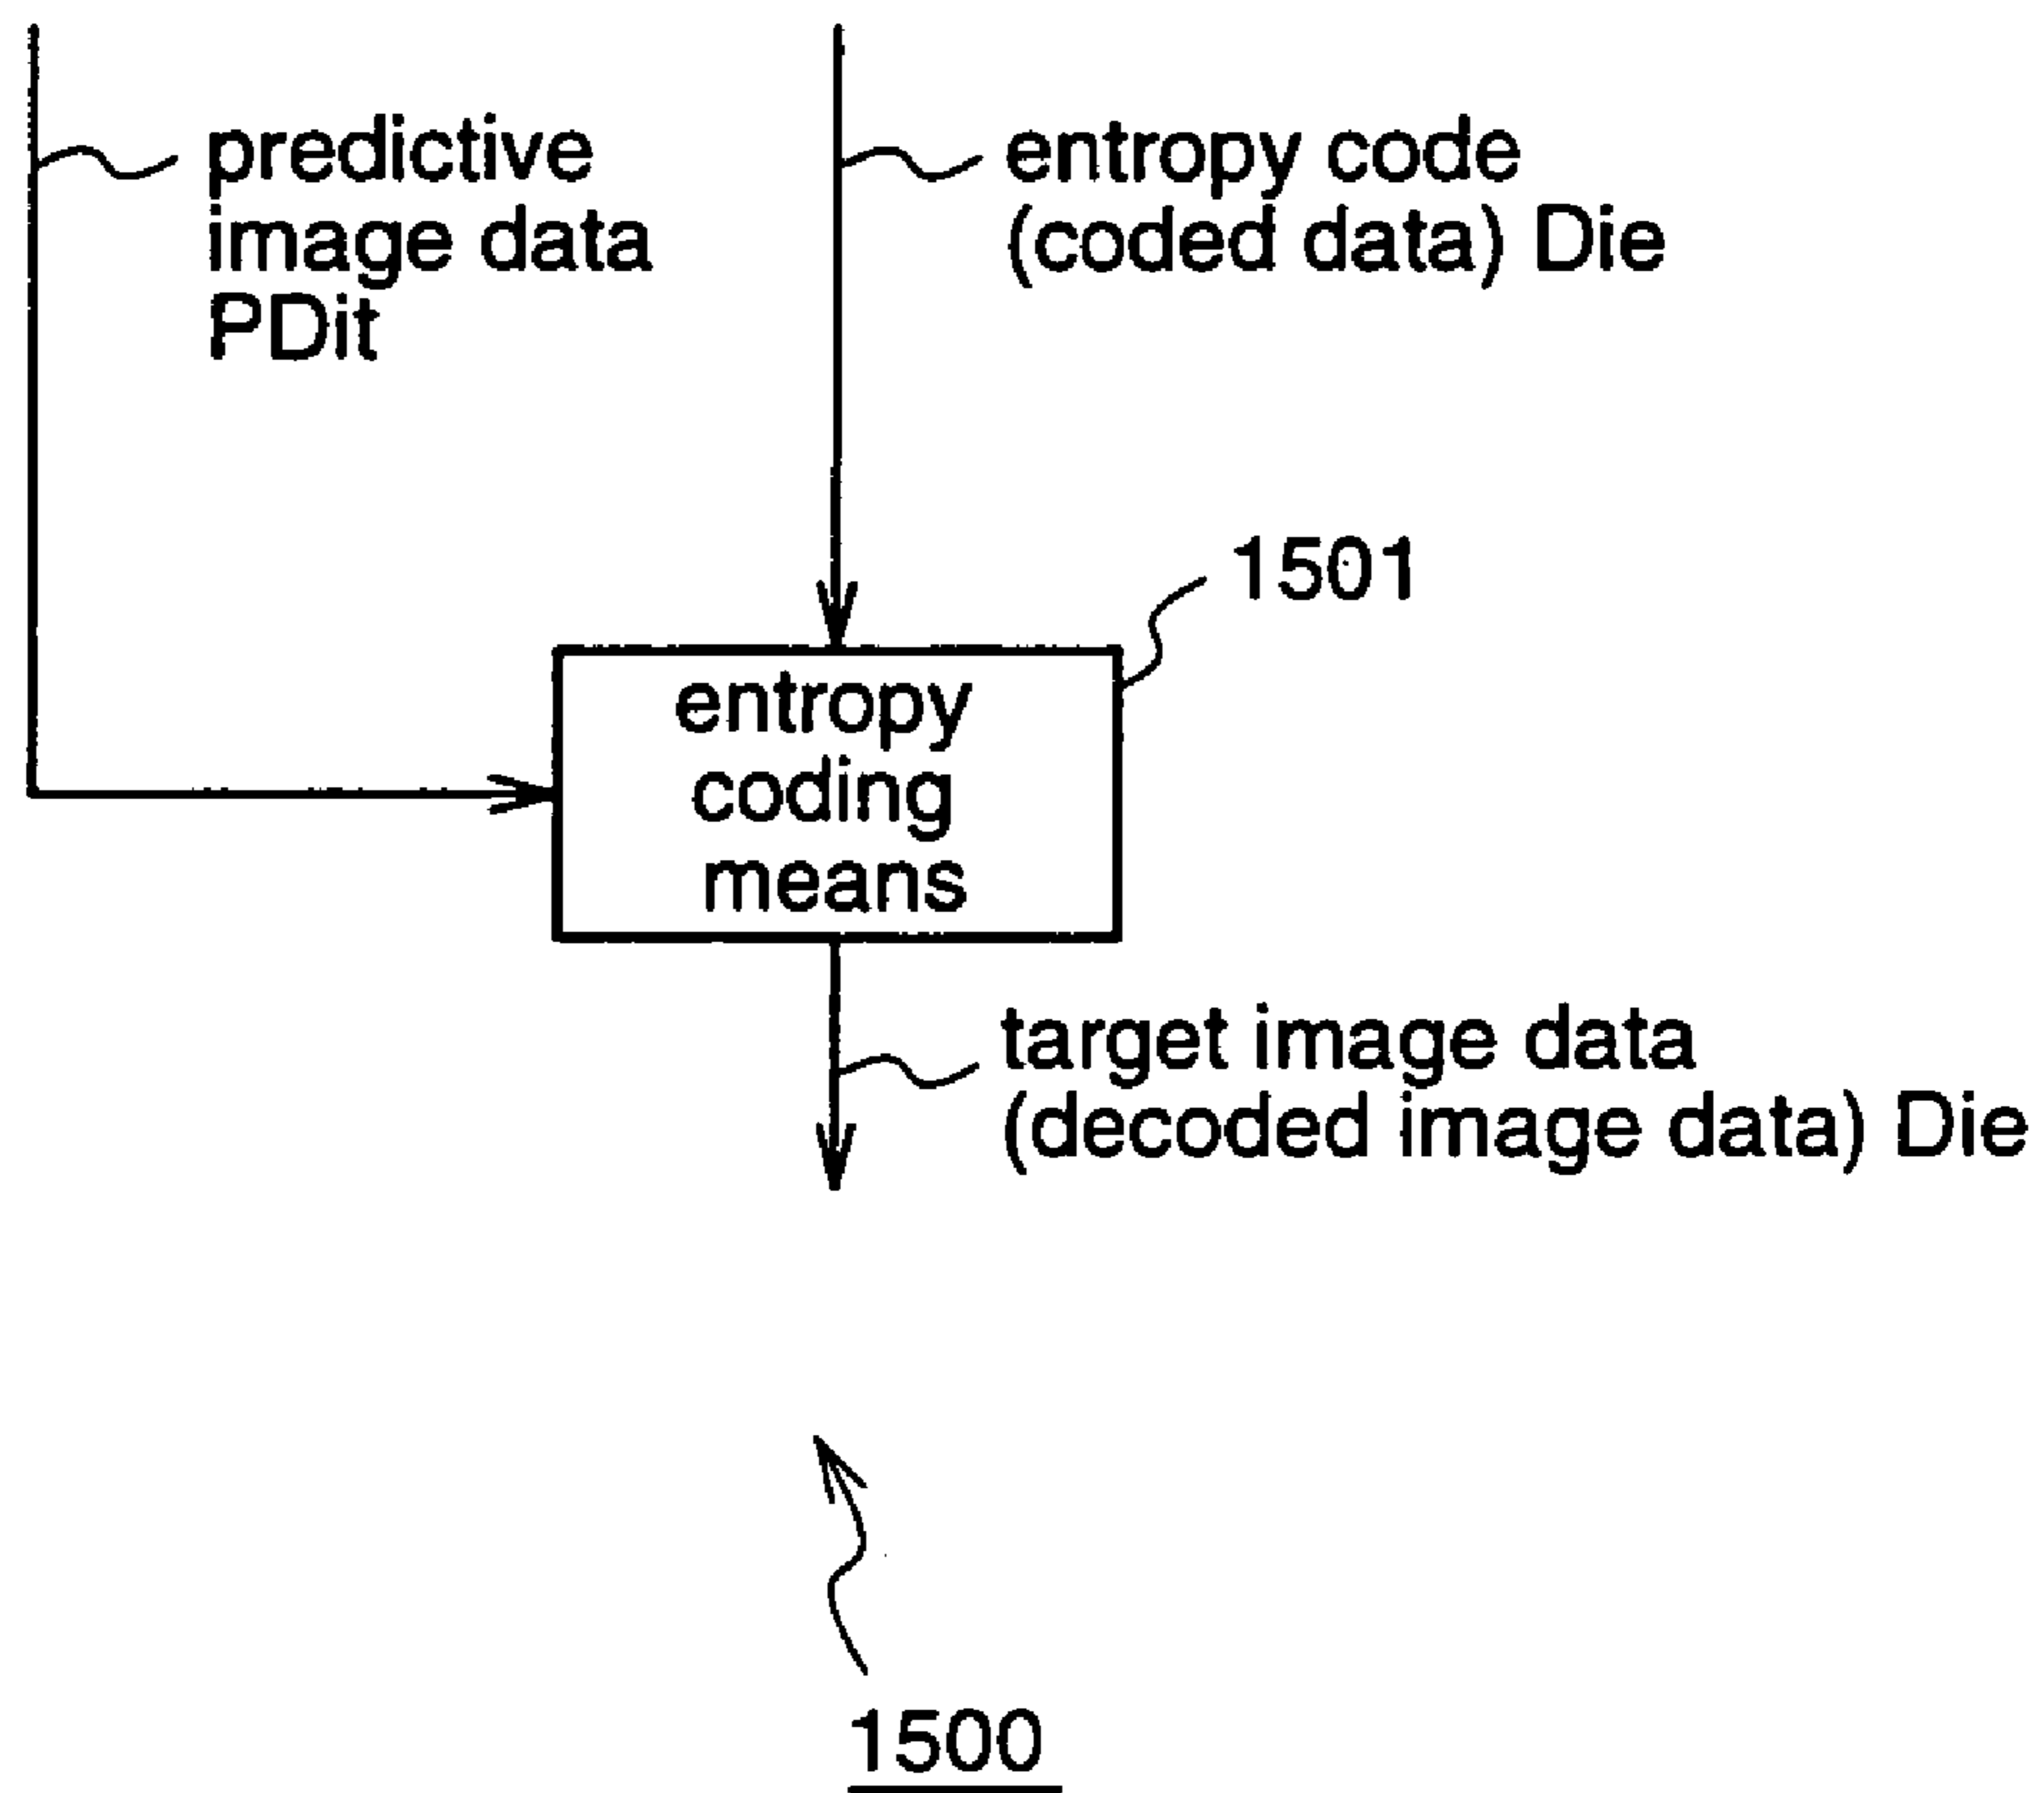 predictive
image data
PDit
entropy code
(coded data) Die
1501
entropy
coding
means
target image data
(decoded image data) Die
1500